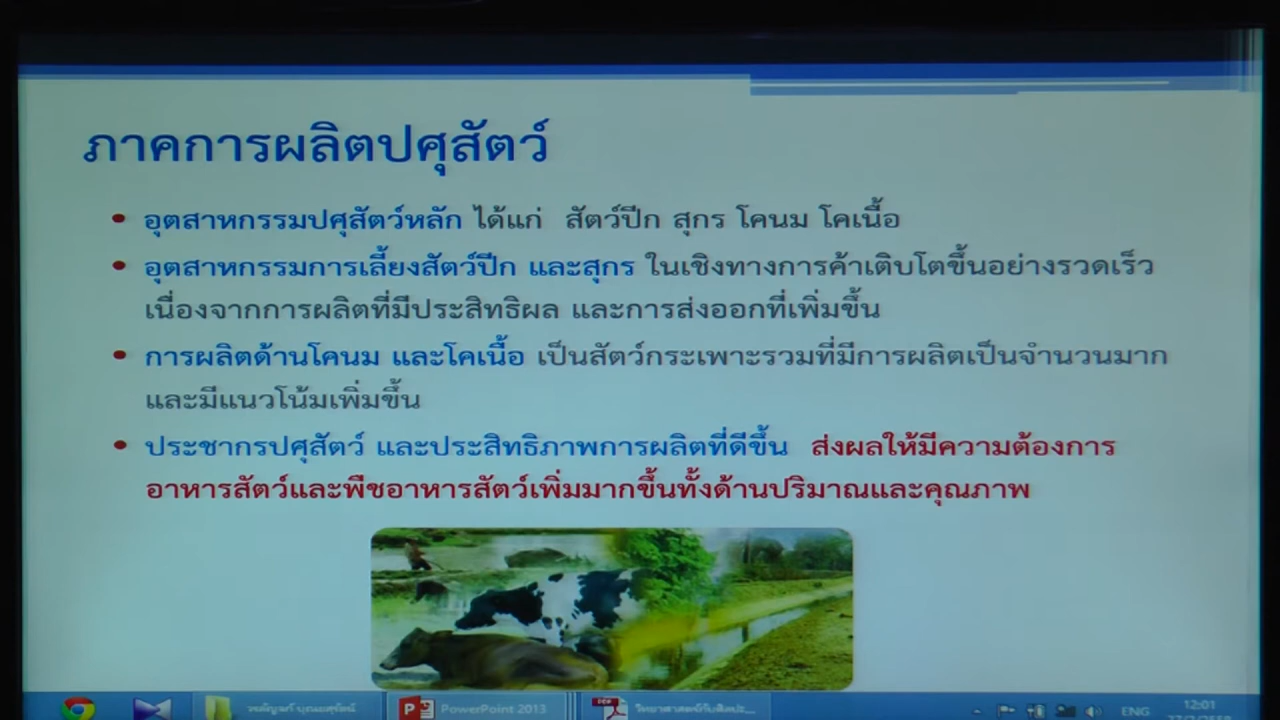 ภาคการผลิตปศุสัตว์
• อุตสาหกรรมปศุสัตว์หลัก ได้แก่ สัตว์ปีก สุกร โคนม โคเนื้อ
• อุตสาหกรรมการเลี้ยงสัตว์ปีก และสุกร ในเชิงทางการค้าเติบโตขึ้นอย่างรวดเร็ว
เนื่องจากการผลิตที่มีประสิทธิผล และการส่งออกที่เพิ่มขึ้น
• การผลิตด้านโคนม และโคเนื้อ เป็นสัตว์กระเพาะรวมที่มีการผลิตเป็นจำนวนมาก
และมีแนวโน้มเพิ่มขึ้น
• ประชากรปศุสัตว์ และประสิทธิภาพการผลิตที่ดีขึ้น ส่งผลให้มีความต้องการ
อาหารสัตว์และพืชอาหารสัตว์เพิ่มมากขึ้นทั้งด้านปริมาณและคุณภาพ
PowerPoint 2013 ENG 12:01